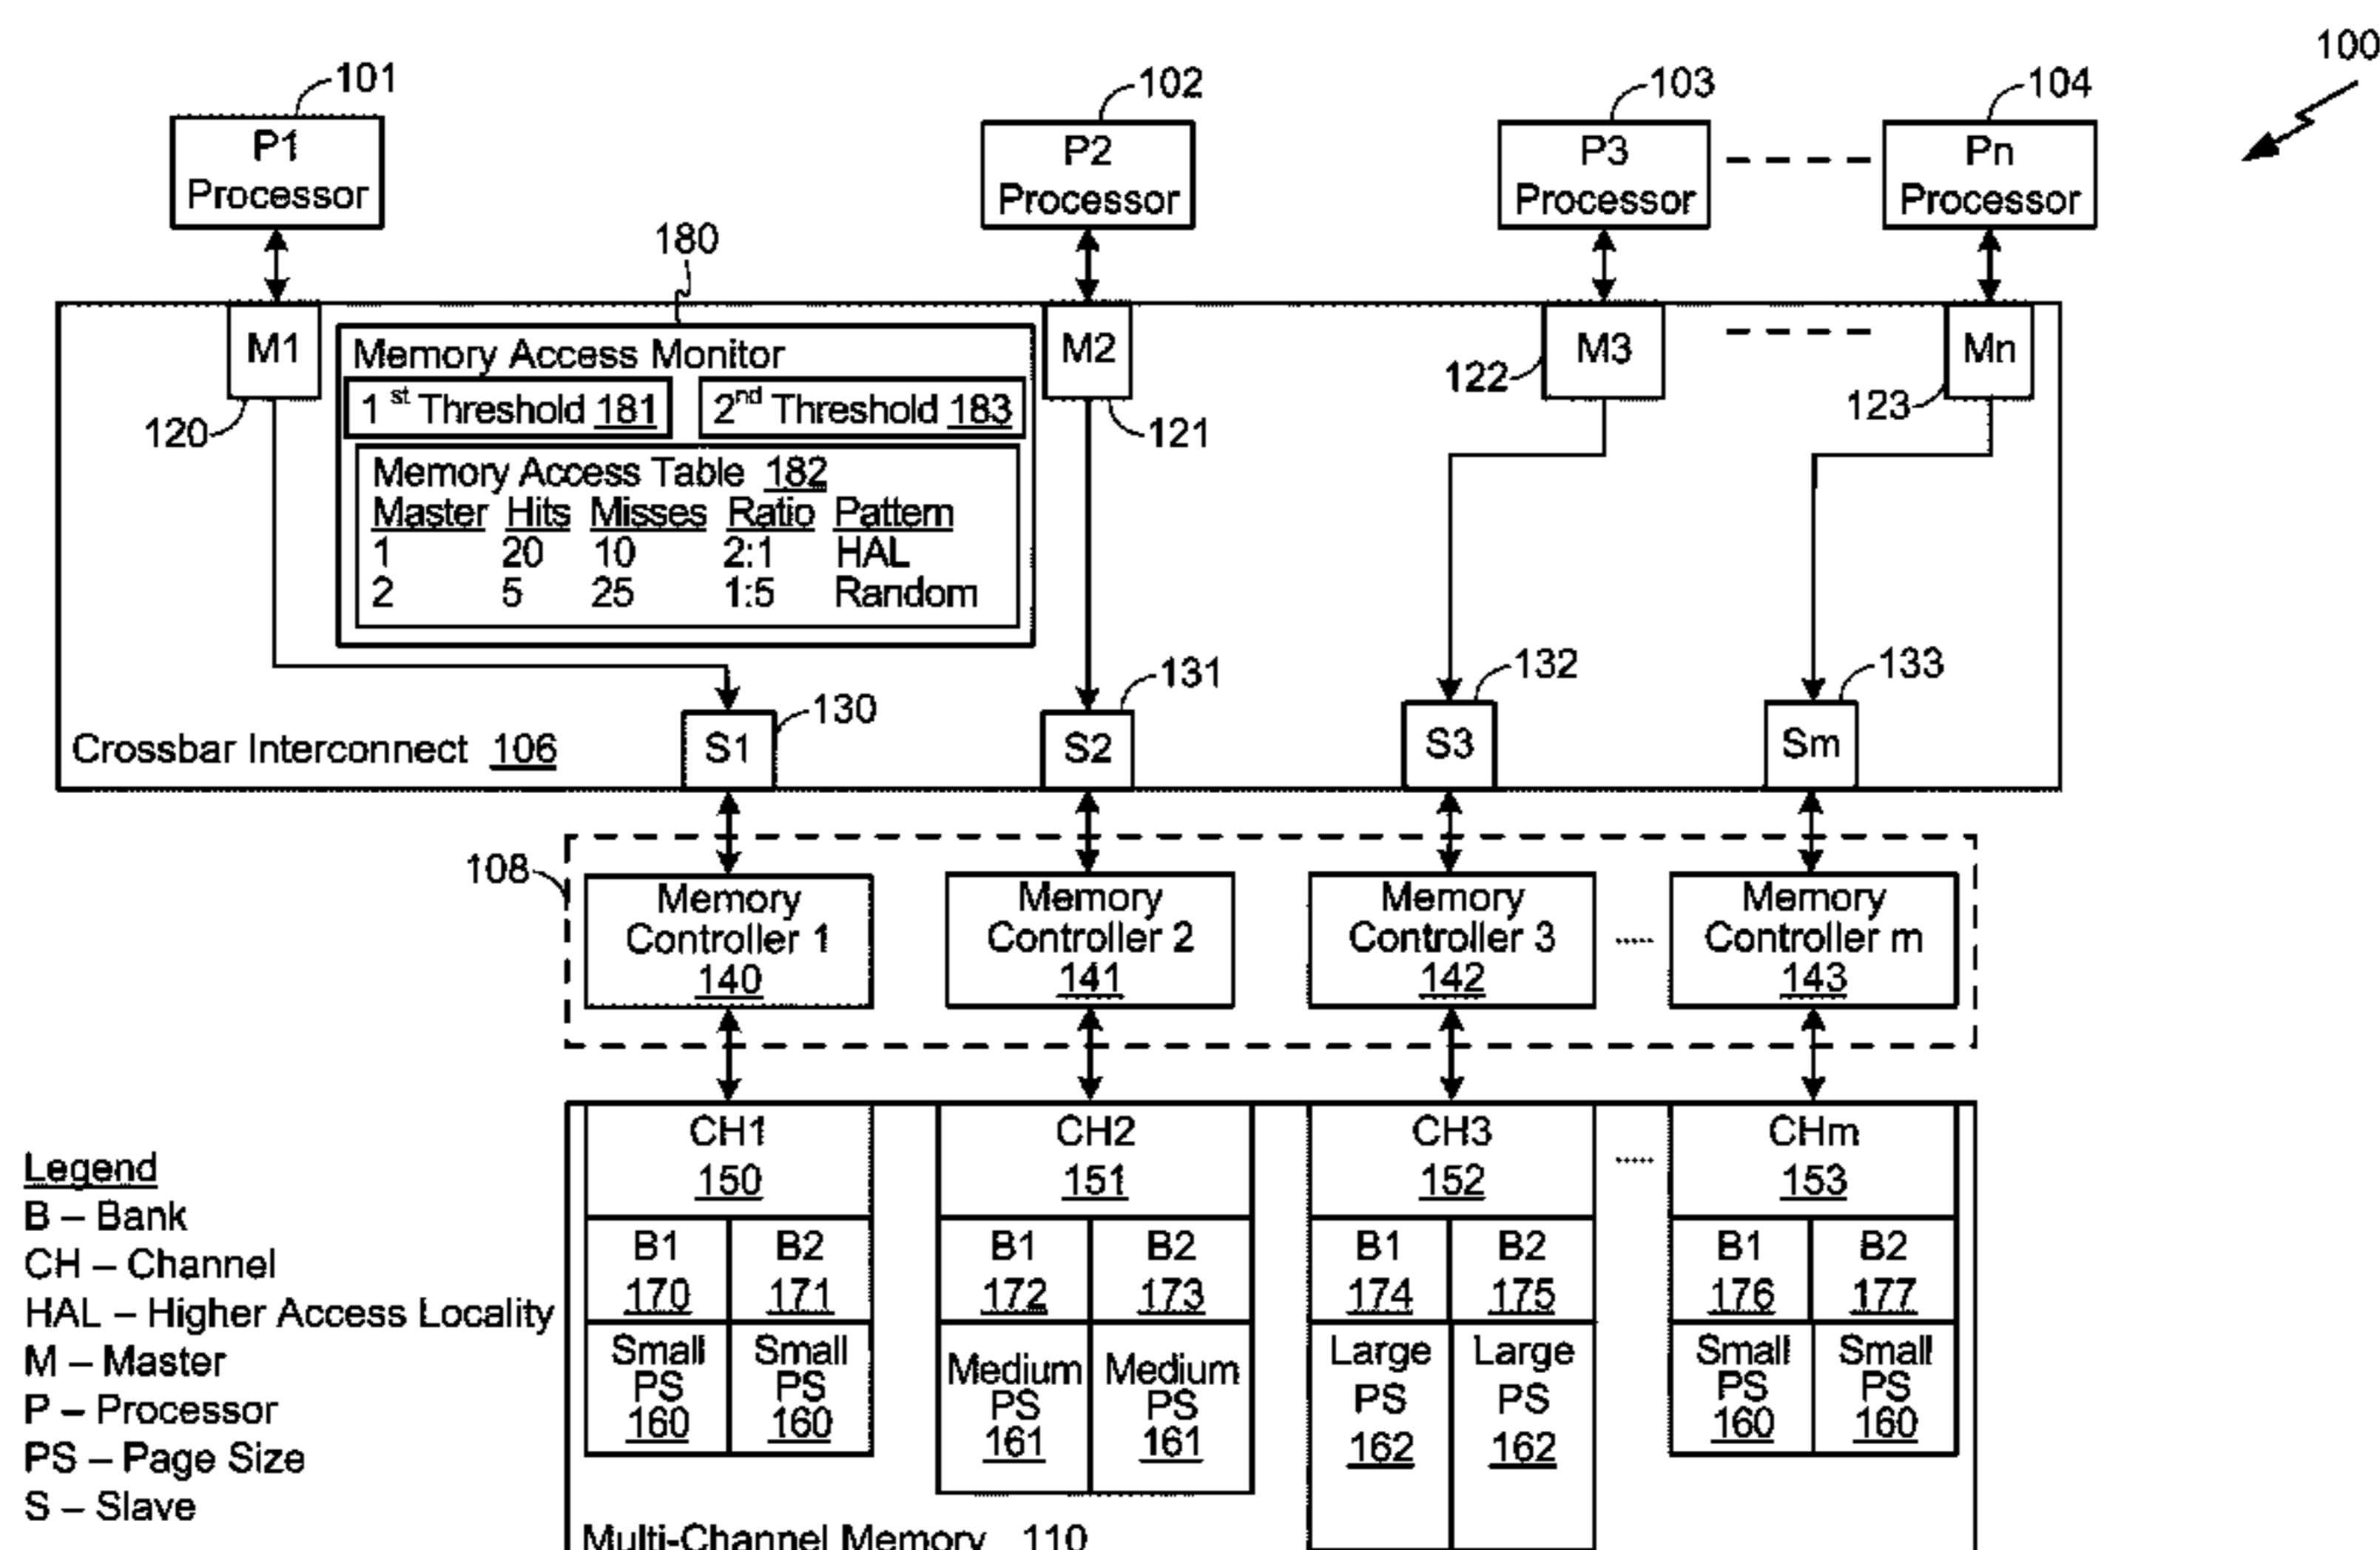 100
101
102
103
104
P1
Processor
P2
Processor
P3
Processor
Pn
Processor
180
M1
M2
M3
Mn
120
121
122
123
Memory Access Monitor
1st Threshold 181
2nd Threshold 183
Memory Access Table 182
Master Hits Misses Ratio Pattern
1 20 10 2:1 HAL
2 5 25 1:5 Random
130
131
132
133
Crossbar Interconnect 106
S1
S2
S3
Sm
108
Memory
Controller 1
140
Memory
Controller 2
141
Memory
Controller 3
142
.....
Memory
Controller m
143
CH1
150
CH2
151
CH3
152
.....
CHm
153
B1
170
B2
171
B1
172
B2
173
B1
174
B2
175
B1
176
B2
177
Small
PS
160
Small
PS
160
Medium
PS
161
Medium
PS
161
Large
PS
162
Large
PS
162
Small
PS
160
Small
PS
160
Multi-Channel Memory 110
Legend
B – Bank
CH – Channel
HAL – Higher Access Locality
M – Master
P – Processor
PS – Page Size
S – Slave